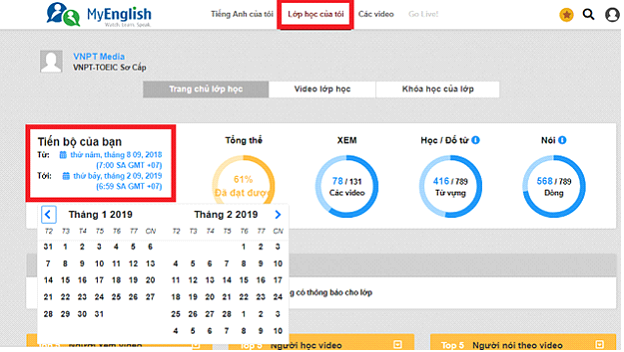 MyEnglish
Watch. Learn. Speak.
Tiếng Anh của tôi
Lớp học của tôi
Các video
Go Live!
VNPT Media
VNPT-TOEIC Sơ Cấp
Trang chủ lớp học
Video lớp học
Khóa học của lớp
Tiến bộ của bạn
Từ: thứ năm, tháng 8 09, 2018
(7:00 SA GMT +07)
Tới: thứ bảy, tháng 2 09, 2019
(6:59 SA GMT +07)
Tổng thể
61%
Đã đạt được
XEM
78 / 131
Các video
Học / Đố từ
416 / 789
Từ vựng
Nói
568 / 789
Dòng
Tháng 1 2019
T2 T3 T4 T5 T6 T7 CN
31 1 2 3 4 5 6
7 8 9 10 11 12 13
14 15 16 17 18 19 20
21 22 23 24 25 26 27
28 29 30 31
Tháng 2 2019
T2 T3 T4 T5 T6 T7 CN
1 2 3
4 5 6 7 8 9 10
11 12 13 14 15 16 17
18 19 20 21 22 23 24
25 26 27 28 1 2 3
4 5 6 7 8 9 10
có thông báo cho lớp
Top 5 Người xem video
Top 5 Người học video
Top 5 Người nói theo video